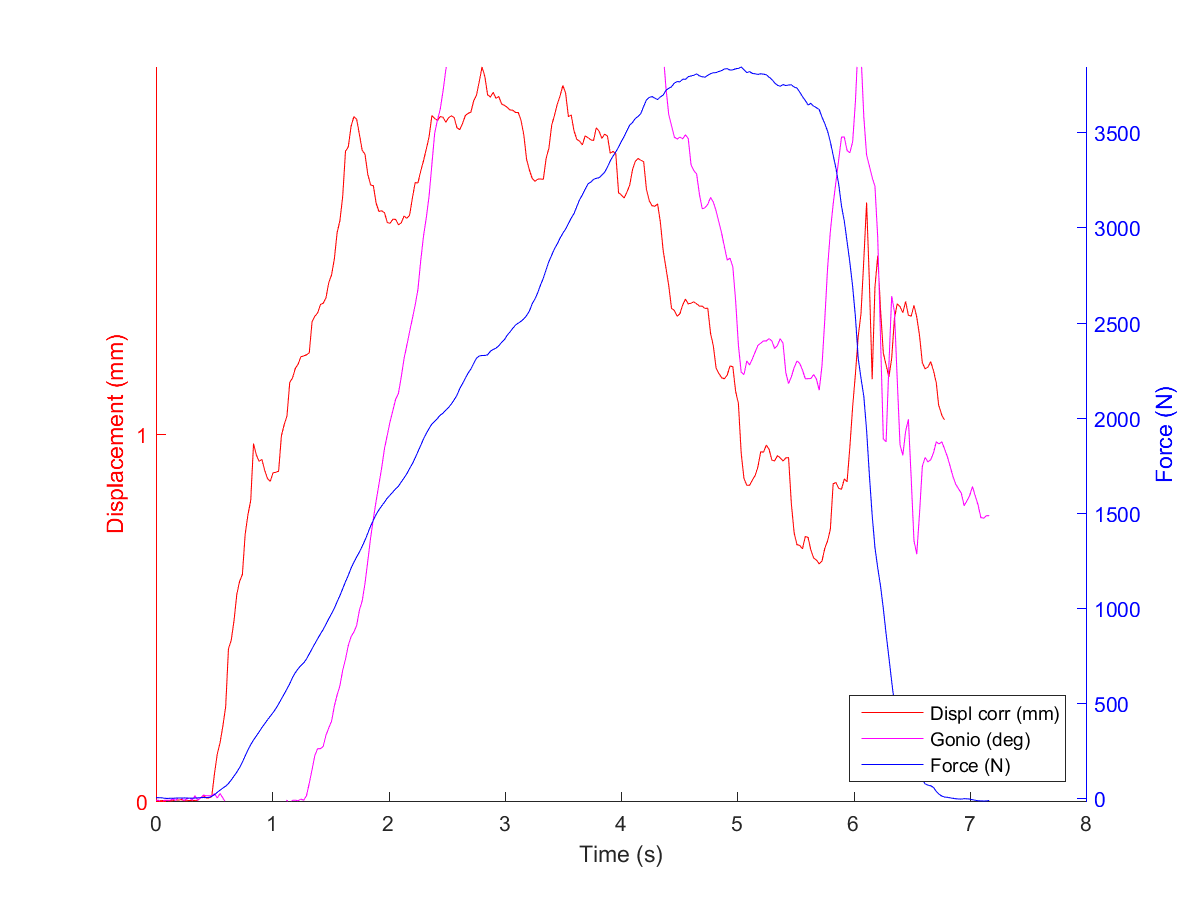 Displacement (mm)
1
0
3500
3000
2500
2000
1500
1000
500
0
Force (N)
Displ corr (mm)
Gonio (deg)
Force (N)
0 1 2 3 4 5 6 7 8
Time (s)